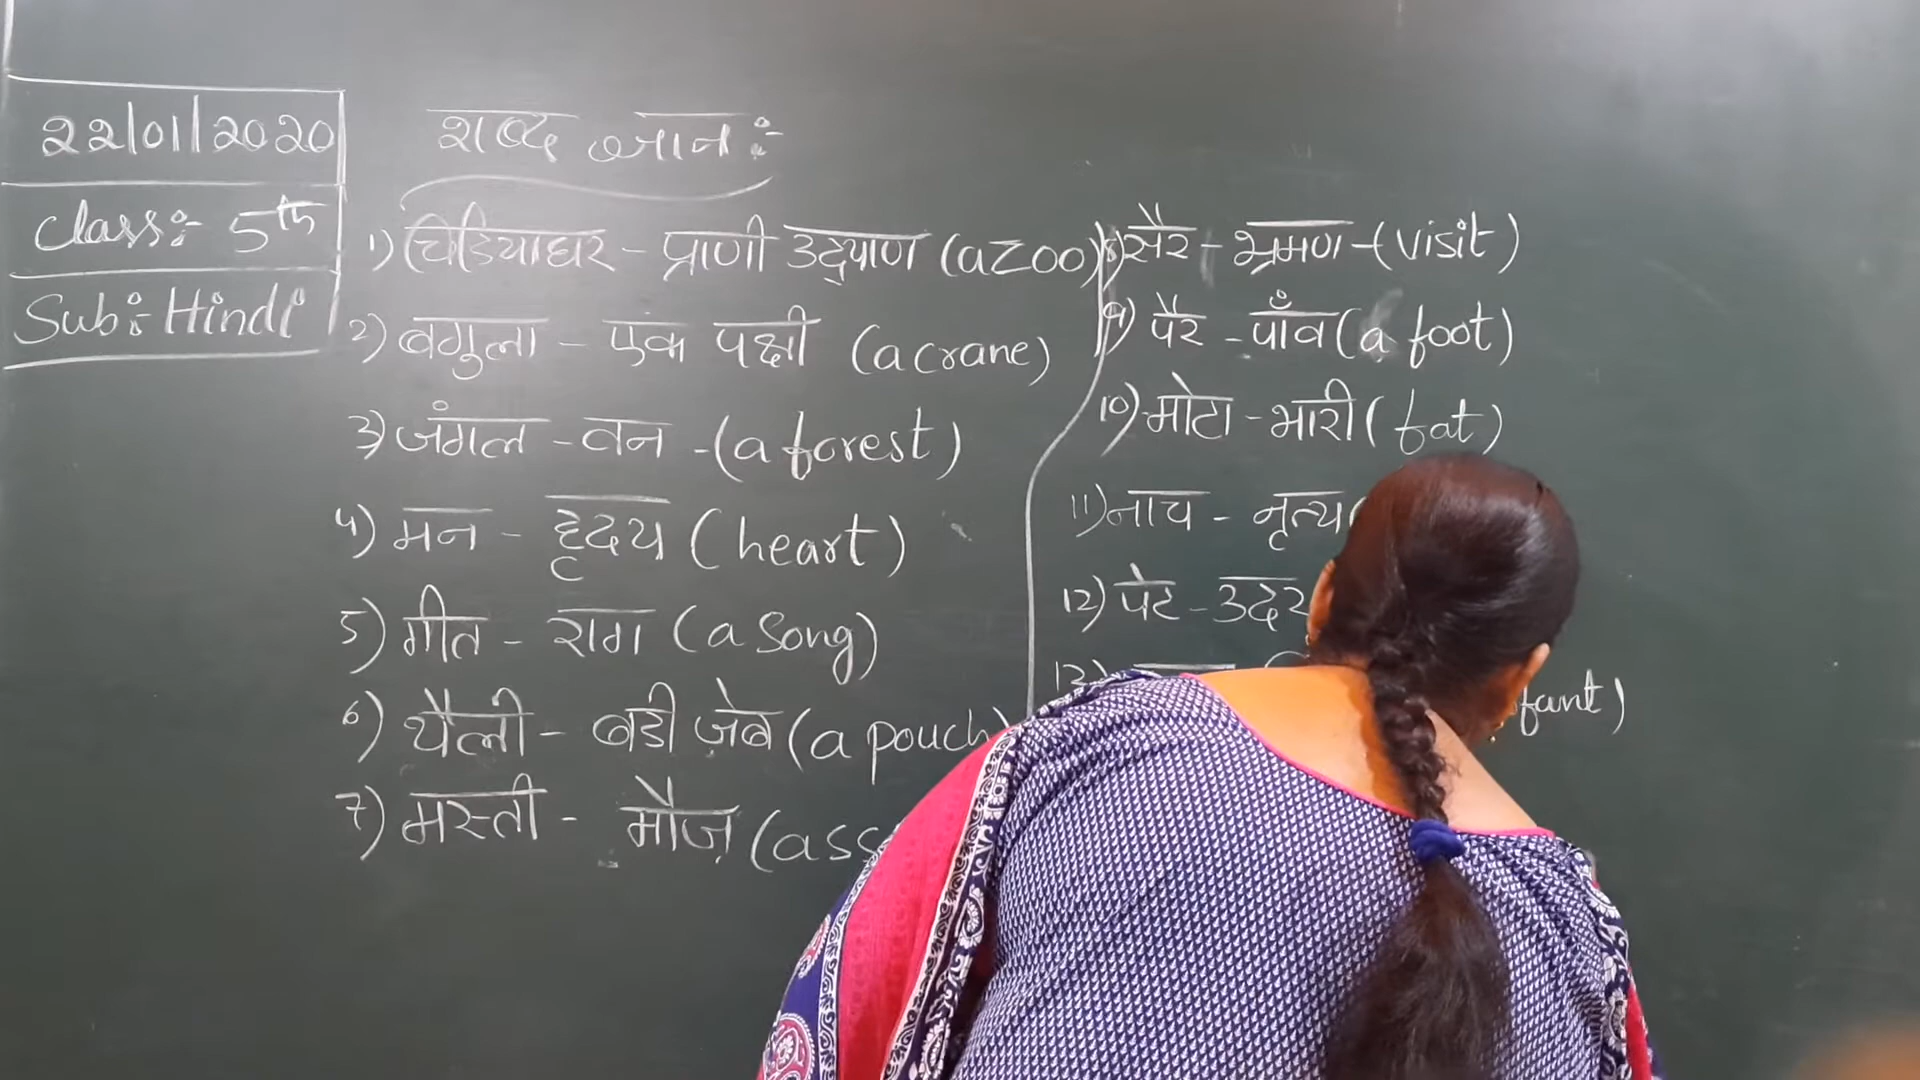 22/01/2020
Class:- 5th
Sub:- Hindi
शब्द ज्ञान :-
1) चिडियाघर - प्राणी उद्र्याण (a zoo)
2) बगुला - एक पक्षी (a crane)
3) जंगल - वन -(a forest)
4) मन - हृदय (heart)
5) गीत - राग (a song)
6) थैली - बडी ज़ेब (a pouch)
7) मस्ती - मौज़ (ass
8) सैर - भ्रमण -(visit)
9) पैर - पाँव (a foot)
10) मोटा - भारी (fat)
11) नाच - नृत्य (
12) पेट - उदर
13)
fant)